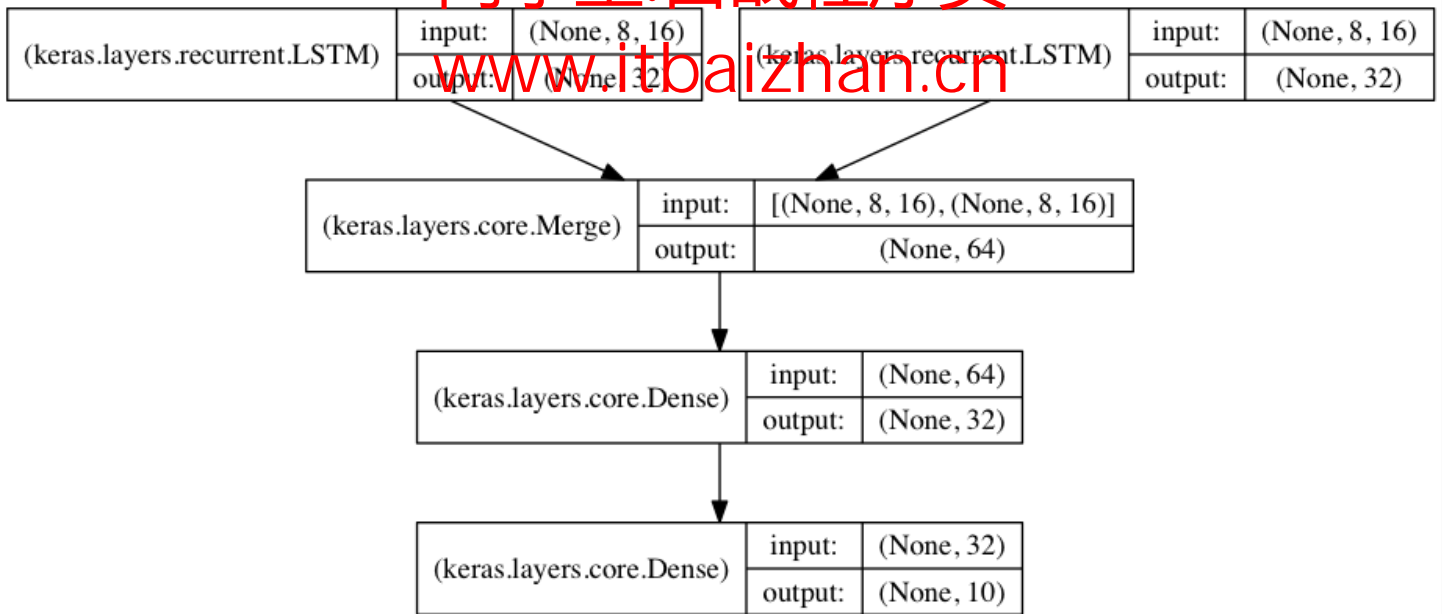 www.itbaizhan.cn
(keras.layers.recurrent.LSTM)
input: (None, 8, 16)
output: (None, 32)
(keras.layers.recurrent.LSTM)
input: (None, 8, 16)
output: (None, 32)
(keras.layers.core.Merge)
input: [(None, 8, 16), (None, 8, 16)]
output: (None, 64)
(keras.layers.core.Dense)
input: (None, 64)
output: (None, 32)
(keras.layers.core.Dense)
input: (None, 32)
output: (None, 10)